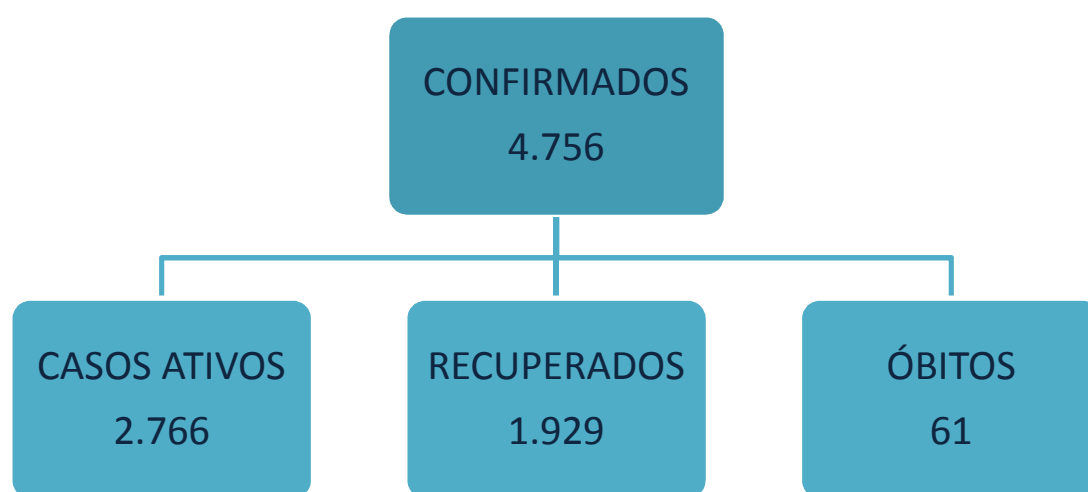 CONFIRMADOS
4.756
CASOS ATIVOS
2.766
RECUPERADOS
1.929
ÓBITOS
61